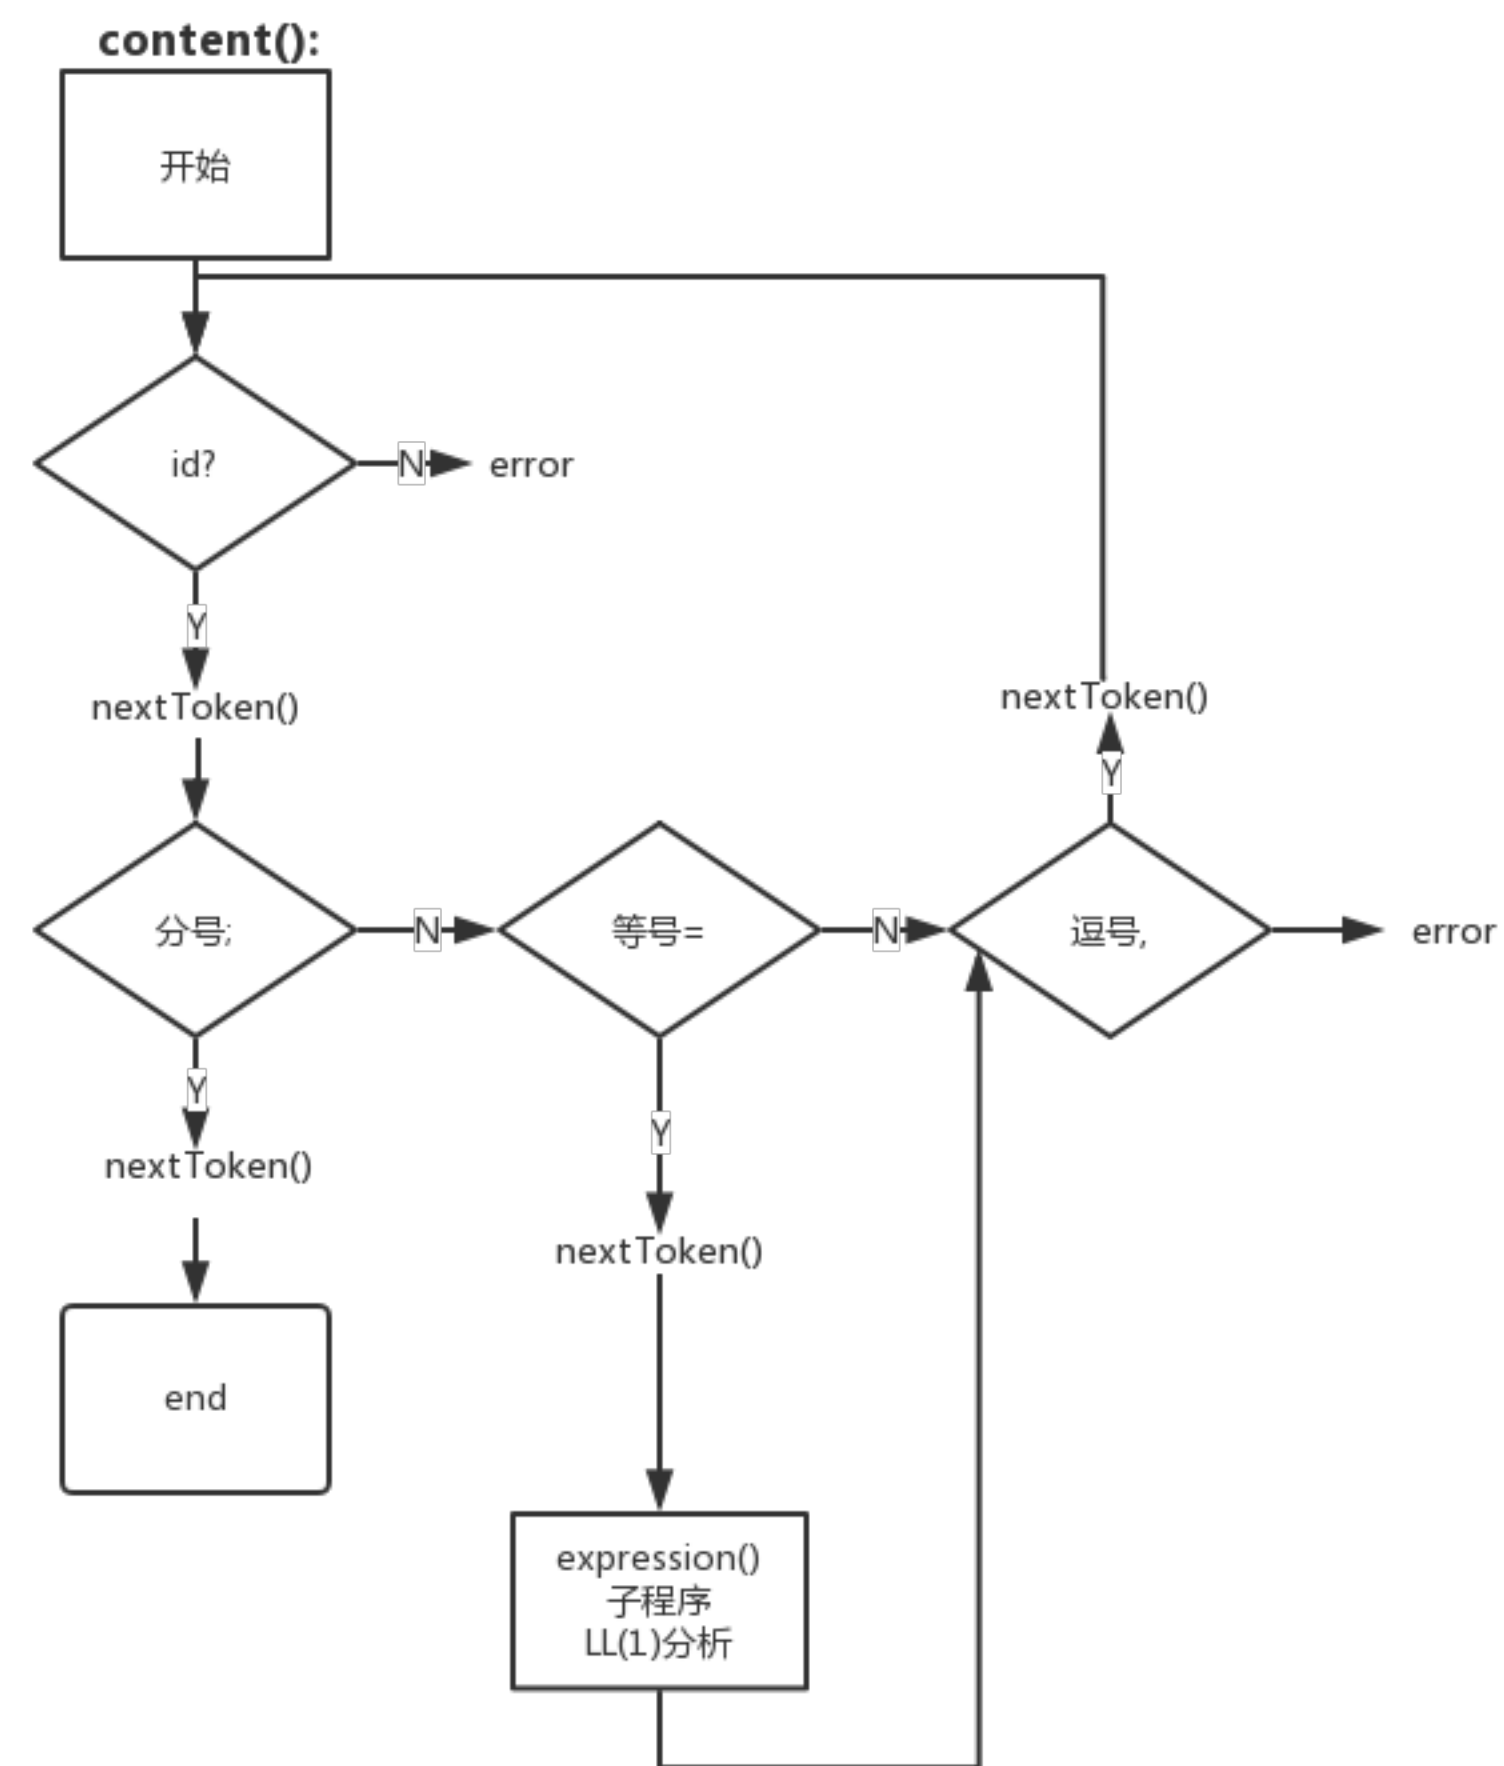 content():
开始
id?
N
error
Y
nextToken()
nextToken()
Y
分号;
N
等号=
N
逗号,
error
Y
nextToken()
Y
nextToken()
end
expression()
子程序
LL(1)分析